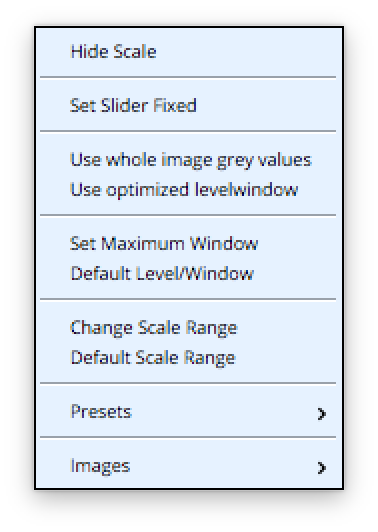 Hide Scale
Set Slider Fixed
Use whole image grey values
Use optimized levelwindow
Set Maximum Window
Default Level/Window
Change Scale Range
Default Scale Range
Presets
Images